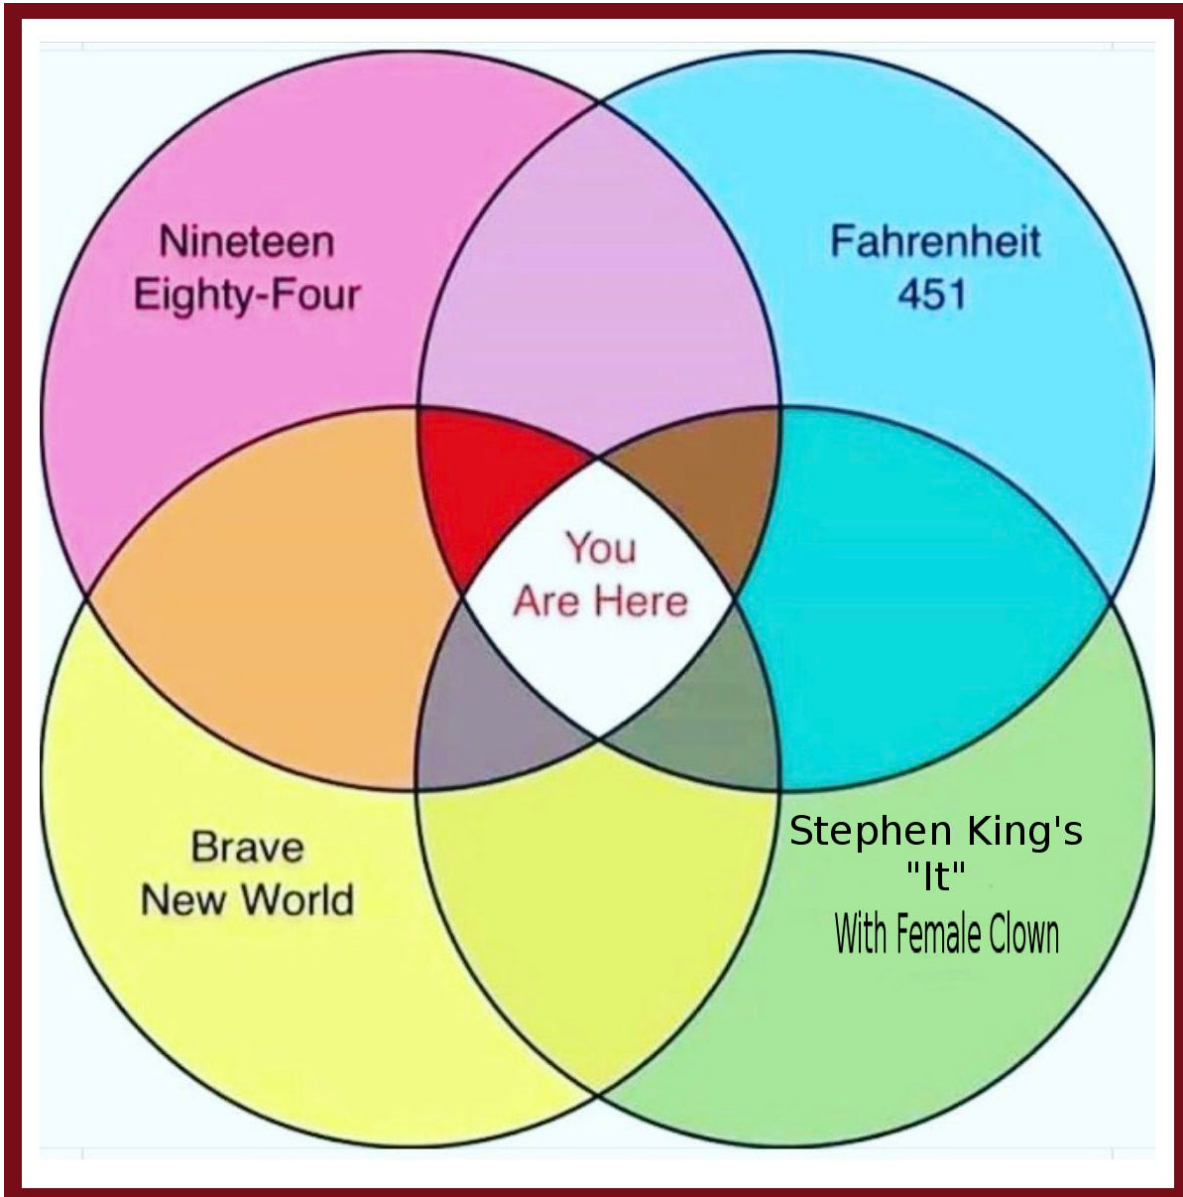 Nineteen
Eighty-Four
Fahrenheit
451
You
Are Here
Brave
New World
Stephen King's
"It"
With Female Clown